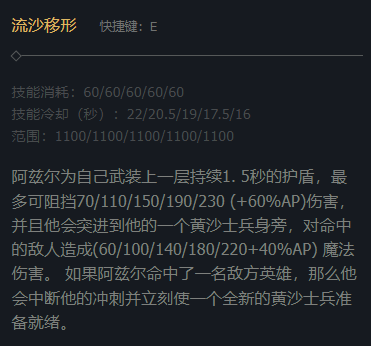 流沙移形 快捷键：E
技能消耗：60/60/60/60/60
技能冷却（秒）：22/20.5/19/17.5/16
范围：1100/1100/1100/1100/1100
阿兹尔为自己武装上一层持续1.5秒的护盾，最
多可阻挡70/110/150/190/230 (+60%AP)伤害，
并且他会突进到他的一个黄沙士兵身旁，对命中
的敌人造成(60/100/140/180/220+40%AP) 魔法
伤害。 如果阿兹尔命中了一名敌方英雄，那么他
会中断他的冲刺并立刻使一个全新的黄沙士兵准
备就绪。